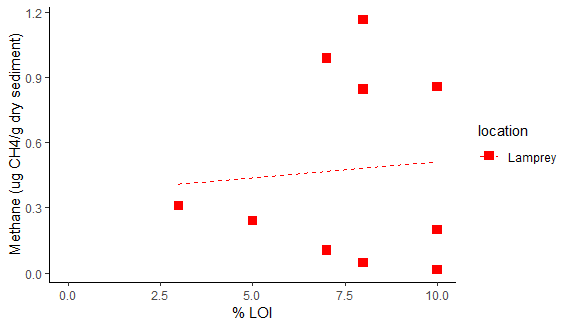 Methane (ug CH4/g dry sediment)
1.2
0.9
0.6
0.3
0.0
0.0 2.5 5.0 7.5 10.0
% LOI
location
Lamprey